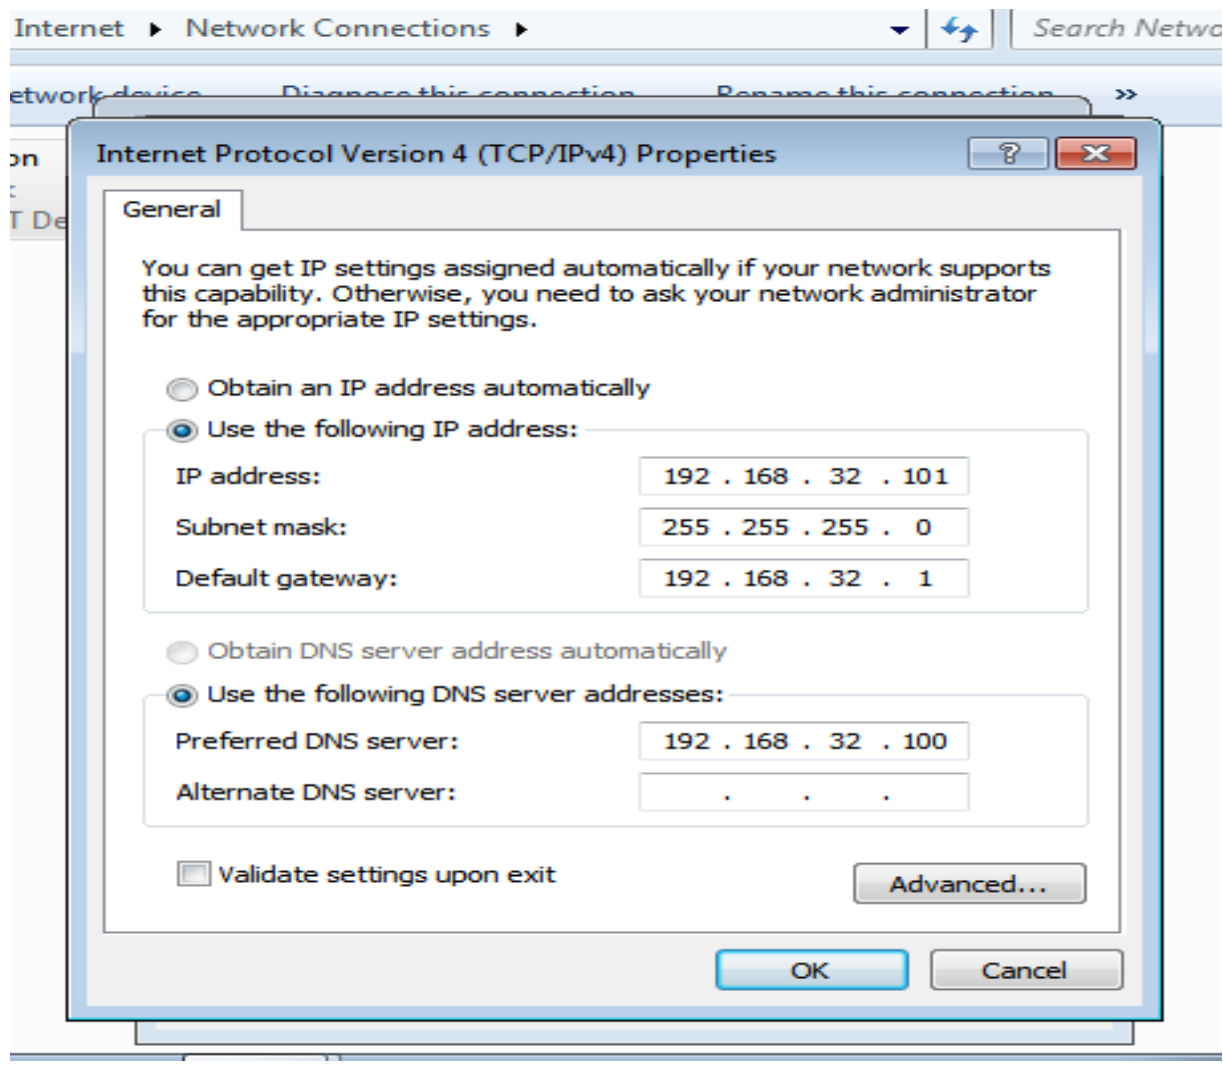 Internet ▸ Network Connections ▸
Search Netwo
etwork device Diagnose this connection Rename this connection »
on
T De
Internet Protocol Version 4 (TCP/IPv4) Properties
General
You can get IP settings assigned automatically if your network supports
this capability. Otherwise, you need to ask your network administrator
for the appropriate IP settings.
Obtain an IP address automatically
Use the following IP address:
IP address: 192 . 168 . 32 . 101
Subnet mask: 255 . 255 . 255 . 0
Default gateway: 192 . 168 . 32 . 1
Obtain DNS server address automatically
Use the following DNS server addresses:
Preferred DNS server: 192 . 168 . 32 . 100
Alternate DNS server: . . .
Validate settings upon exit
Advanced...
OK Cancel